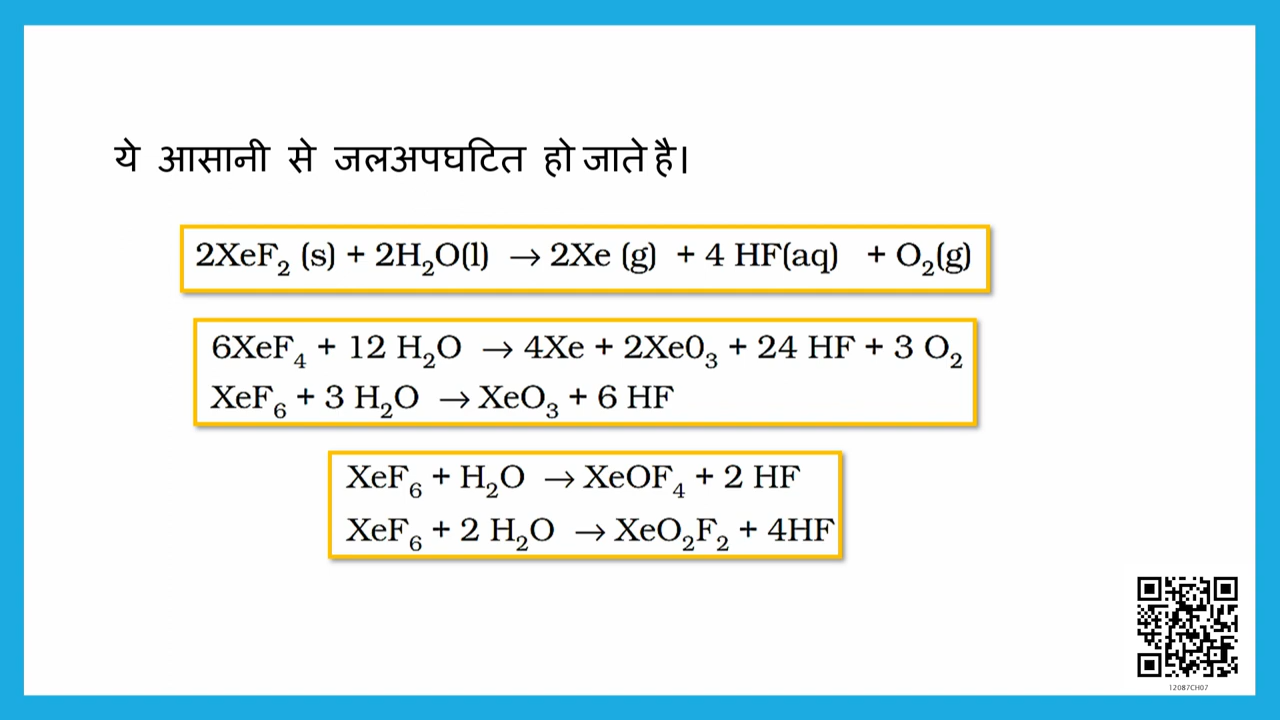 ये आसानी से जलअपघटित हो जाते है।
2XeF₂ (s) + 2H₂O(l) → 2Xe (g) + 4 HF(aq) + O₂(g)
6XeF₄ + 12 H₂O → 4Xe + 2Xe0₃ + 24 HF + 3 O₂
XeF₆ + 3 H₂O → XeO₃ + 6 HF
XeF₆ + H₂O → XeOF₄ + 2 HF
XeF₆ + 2 H₂O → XeO₂F₂ + 4HF
12087CH07